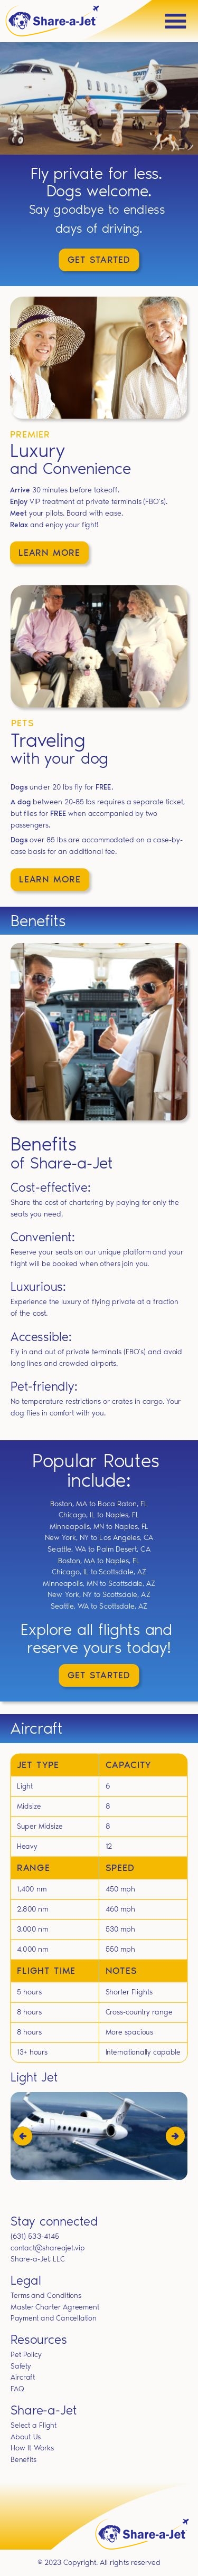 Share-a-Jet
Fly private for less.
Dogs welcome.
Say goodbye to endless
days of driving.
GET STARTED
PREMIER
Luxury
and Convenience
Arrive 30 minutes before takeoff.
Enjoy VIP treatment at private terminals (FBO's).
Meet your pilots. Board with ease.
Relax and enjoy your flight!
LEARN MORE
PETS
Traveling
with your dog
Dogs under 20 lbs fly for FREE.
A dog between 20-85 lbs requires a separate ticket,
but flies for FREE when accompanied by two
passengers.
Dogs over 85 lbs are accommodated on a case-by-
case basis for an additional fee.
LEARN MORE
Benefits
Benefits
of Share-a-Jet
Cost-effective:
Share the cost of chartering by paying for only the
seats you need.
Convenient:
Reserve your seats on our unique platform and your
flight will be booked when others join you.
Luxurious:
Experience the luxury of flying private at a fraction
of the cost.
Accessible:
Fly in and out of private terminals (FBO's) and avoid
long lines and crowded airports.
Pet-friendly:
No temperature restrictions or crates in cargo. Your
dog flies in comfort with you.
Popular Routes
include:
Boston, MA to Boca Raton, FL
Chicago, IL to Naples, FL
Minneapolis, MN to Naples, FL
New York, NY to Los Angeles, CA
Seattle, WA to Palm Desert, CA
Boston, MA to Naples, FL
Chicago, IL to Scottsdale, AZ
Minneapolis, MN to Scottsdale, AZ
New York, NY to Scottsdale, AZ
Seattle, WA to Scottsdale, AZ
Explore all flights and
reserve yours today!
GET STARTED
Aircraft
JET TYPE CAPACITY
Light 6
Midsize 8
Super Midsize 8
Heavy 12
RANGE SPEED
1,400 nm 450 mph
2,800 nm 460 mph
3,000 nm 530 mph
4,000 nm 550 mph
FLIGHT TIME NOTES
5 hours Shorter Flights
8 hours Cross-country range
8 hours More spacious
13+ hours Internationally capable
Light Jet
Stay connected
(631) 533-4145
contact@shareajet.vip
Share-a-Jet, LLC
Legal
Terms and Conditions
Master Charter Agreement
Payment and Cancellation
Resources
Pet Policy
Safety
Aircraft
FAQ
Share-a-Jet
Select a Flight
About Us
How It Works
Benefits
Share-a-Jet
© 2023 Copyright. All rights reserved